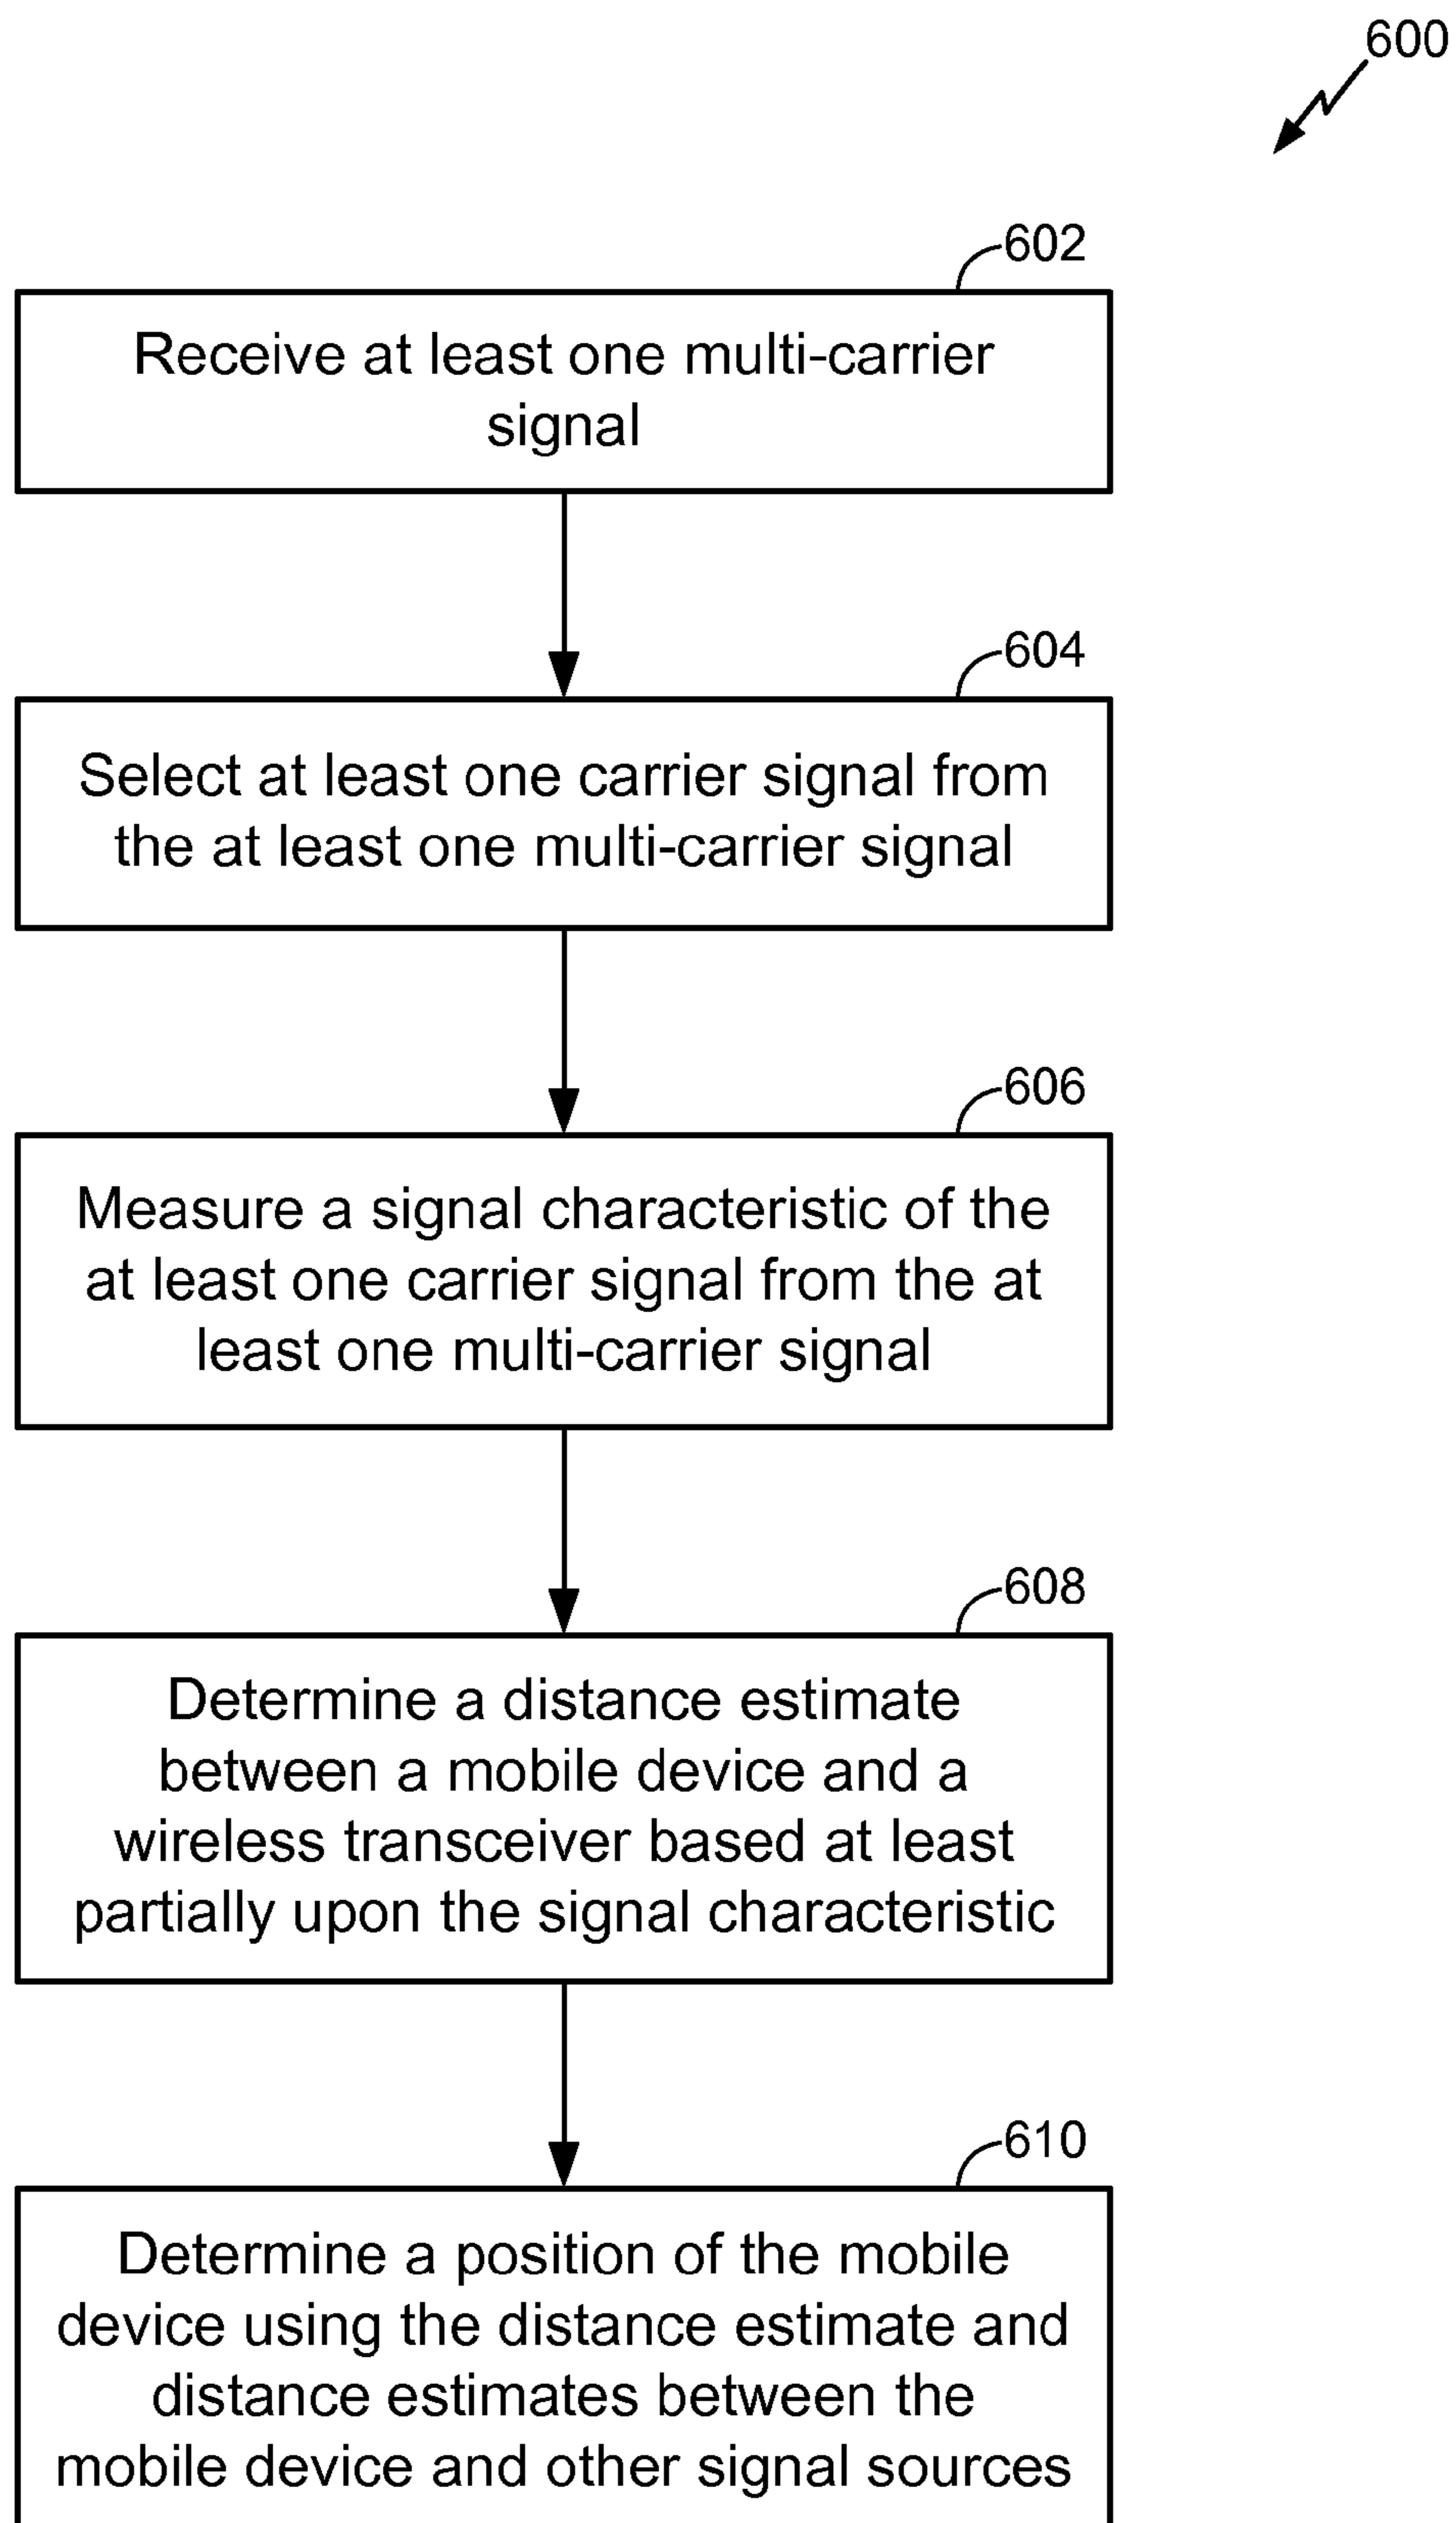 600
602
Receive at least one multi-carrier
signal
604
Select at least one carrier signal from
the at least one multi-carrier signal
606
Measure a signal characteristic of the
at least one carrier signal from the at
least one multi-carrier signal
608
Determine a distance estimate
between a mobile device and a
wireless transceiver based at least
partially upon the signal characteristic
610
Determine a position of the mobile
device using the distance estimate and
distance estimates between the
mobile device and other signal sources